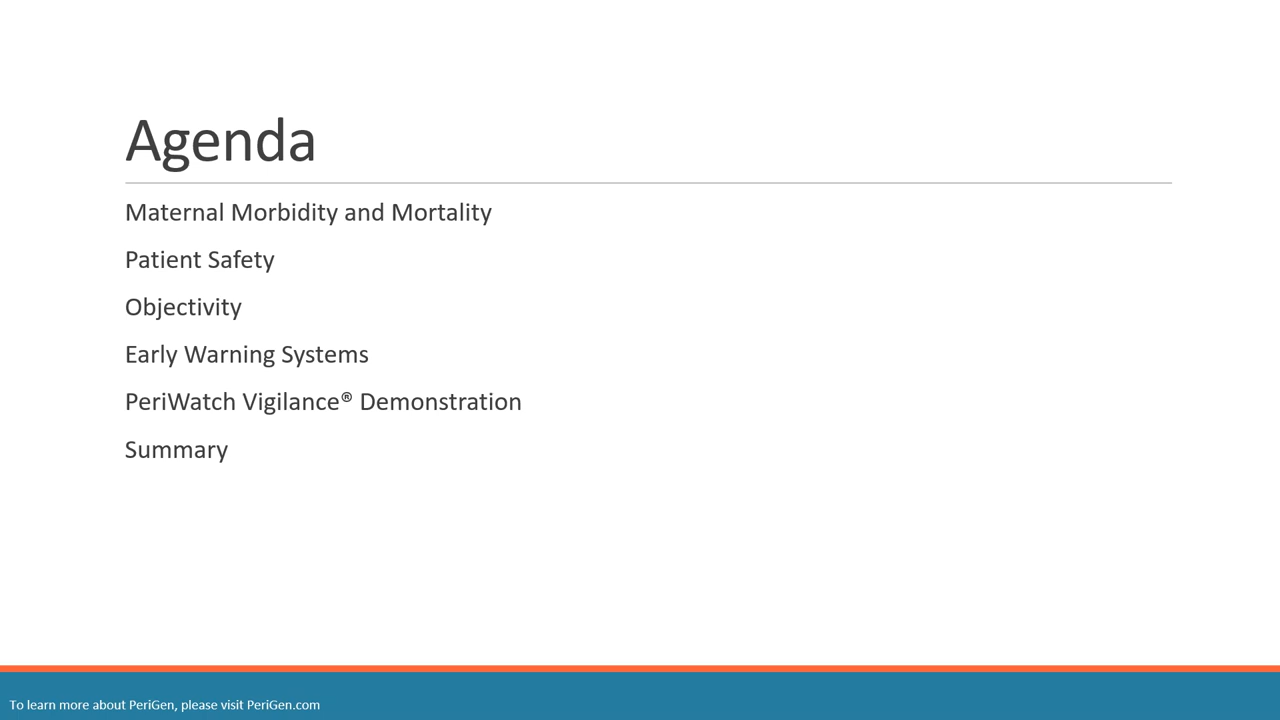 Agenda
Maternal Morbidity and Mortality
Patient Safety
Objectivity
Early Warning Systems
PeriWatch Vigilance® Demonstration
Summary
To learn more about PeriGen, please visit PeriGen.com